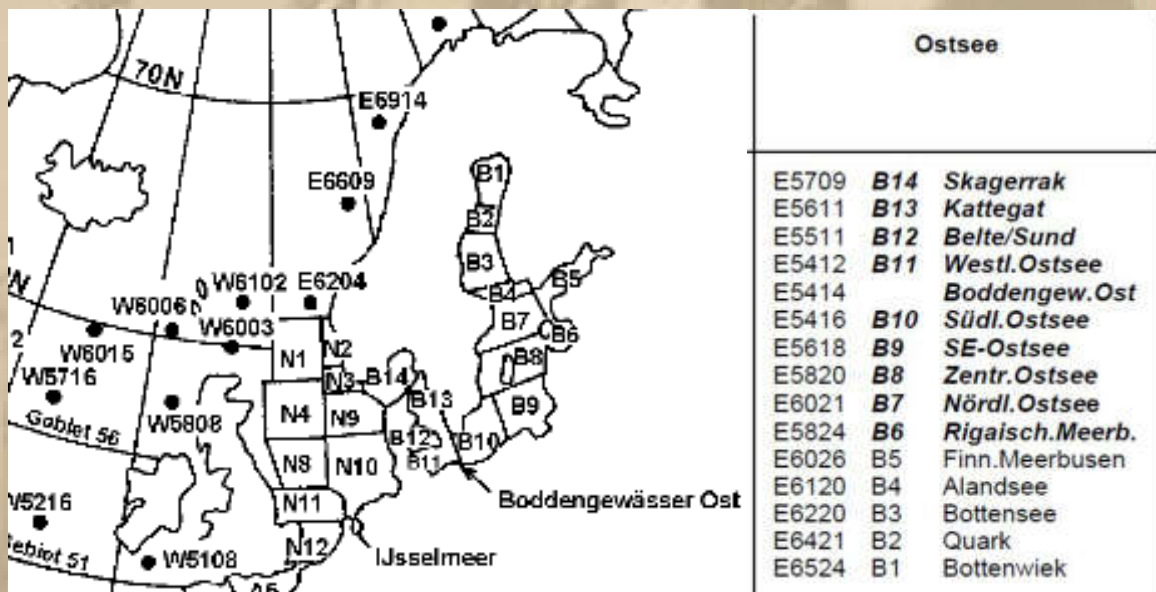 70N
E6914
B1
E6609
B2
B3
B5
W6102
E6204
B4
W6006
W6003
B7
B6
W6015
N1
N2
B8
N3
B14
W5716
B13
B9
W5808
N4
N9
Gebiet 56
B12
B10
B11
N8
N10
Boddengewässer Ost
N11
W5216
IJsselmeer
N12
Gebiet 51
W5108
Ostsee
E5709 B14 Skagerrak
E5611 B13 Kattegat
E5511 B12 Belte/Sund
E5412 B11 Westl.Ostsee
E5414 Boddengew.Ost
E5416 B10 Südl.Ostsee
E5618 B9 SE-Ostsee
E5820 B8 Zentr.Ostsee
E6021 B7 Nördl.Ostsee
E5824 B6 Rigaisch.Meerb.
E6026 B5 Finn.Meerbusen
E6120 B4 Alandsee
E6220 B3 Bottensee
E6421 B2 Quark
E6524 B1 Bottenwiek